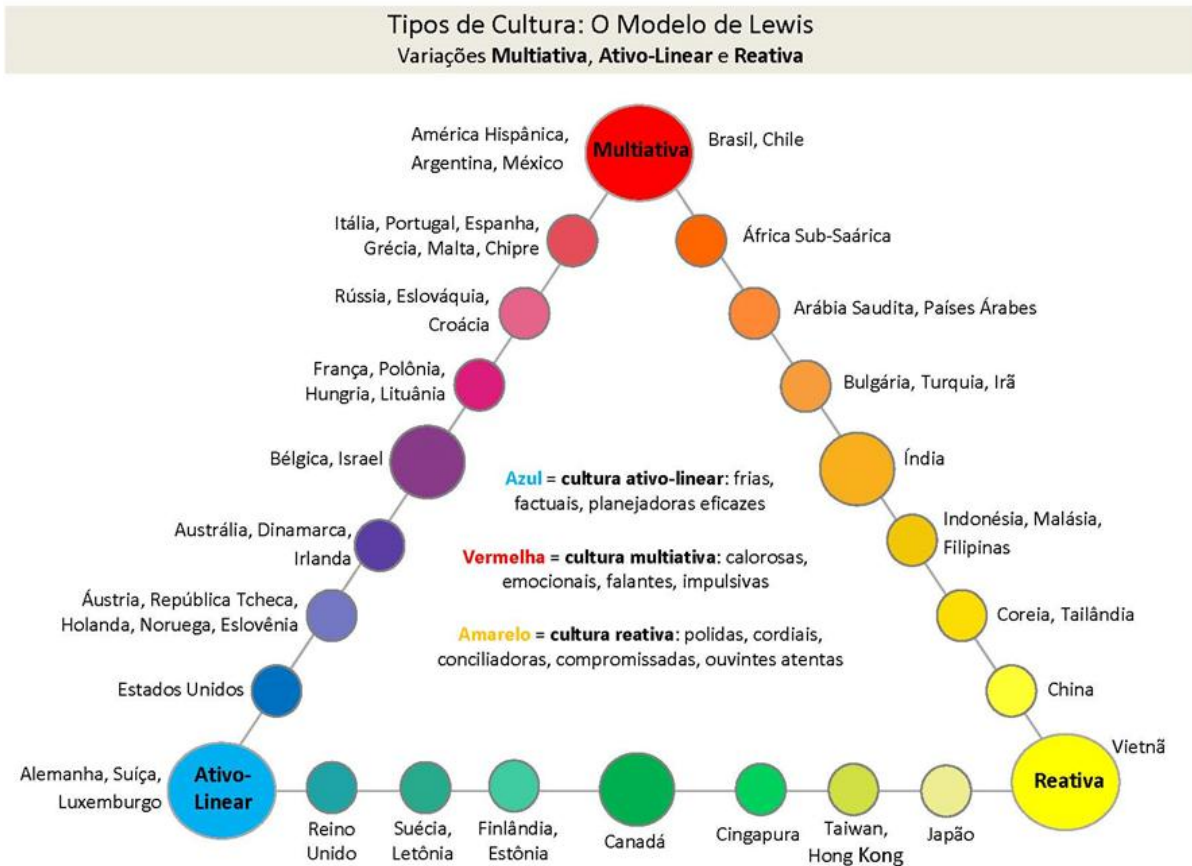 Tipos de Cultura: O Modelo de Lewis
Variações Multiativa, Ativo-Linear e Reativa
América Hispânica,
Argentina, México
Multiativa
Brasil, Chile
Itália, Portugal, Espanha,
Grécia, Malta, Chipre
África Sub-Saárica
Rússia, Eslováquia,
Croácia
Arábia Saudita, Países Árabes
França, Polônia,
Hungria, Lituânia
Bulgária, Turquia, Irã
Bélgica, Israel
Índia
Azul = cultura ativo-linear: frias,
factuais, planejadoras eficazes
Austrália, Dinamarca,
Irlanda
Indonésia, Malásia,
Filipinas
Vermelha = cultura multiativa: calorosas,
emocionais, falantes, impulsivas
Áustria, República Tcheca,
Holanda, Noruega, Eslovênia
Coreia, Tailândia
Amarelo = cultura reativa: polidas, cordiais,
conciliadoras, compromissadas, ouvintes atentas
Estados Unidos
China
Alemanha, Suíça,
Luxemburgo
Ativo-
Linear
Vietnã
Reativa
Reino
Unido
Suécia,
Letônia
Finlândia,
Estônia
Canadá
Cingapura
Taiwan,
Hong Kong
Japão